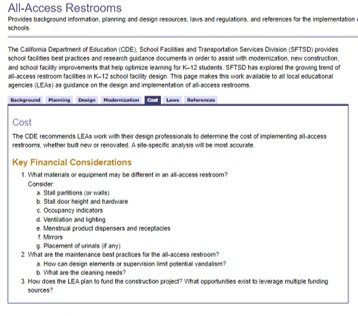 All-Access Restrooms
Provides background information, planning and design resources, laws and regulations, and references for the implementation
schools.
The California Department of Education (CDE), School Facilities and Transportation Services Division (SFTSD) provides
school facilities best practices and research guidance documents in order to assist with modernization, new construction,
and school facility improvements that help optimize learning for K–12 students. SFTSD has explored the growing trend of
all-access restroom facilities in K–12 school facility design. This page makes this work available to all local educational
agencies (LEAs) as guidance on the design and implementation of all-access restrooms.
Background Planning Design Modernization Cost Laws References
Cost
The CDE recommends LEAs work with their design professionals to determine the cost of implementing all-access
restrooms, whether built new or renovated. A site-specific analysis will be most accurate.
Key Financial Considerations
1. What materials or equipment may be different in an all-access restroom?
Consider:
a. Stall partitions (or walls)
b. Stall door height and hardware
c. Occupancy indicators
d. Ventilation and lighting
e. Menstrual product dispensers and receptacles
f. Mirrors
g. Placement of urinals (if any)
2. What are the maintenance best practices for the all-access restroom?
a. How can design elements or supervision limit potential vandalism?
b. What are the cleaning needs?
3. How does the LEA plan to fund the construction project? What opportunities exist to leverage multiple funding
sources?